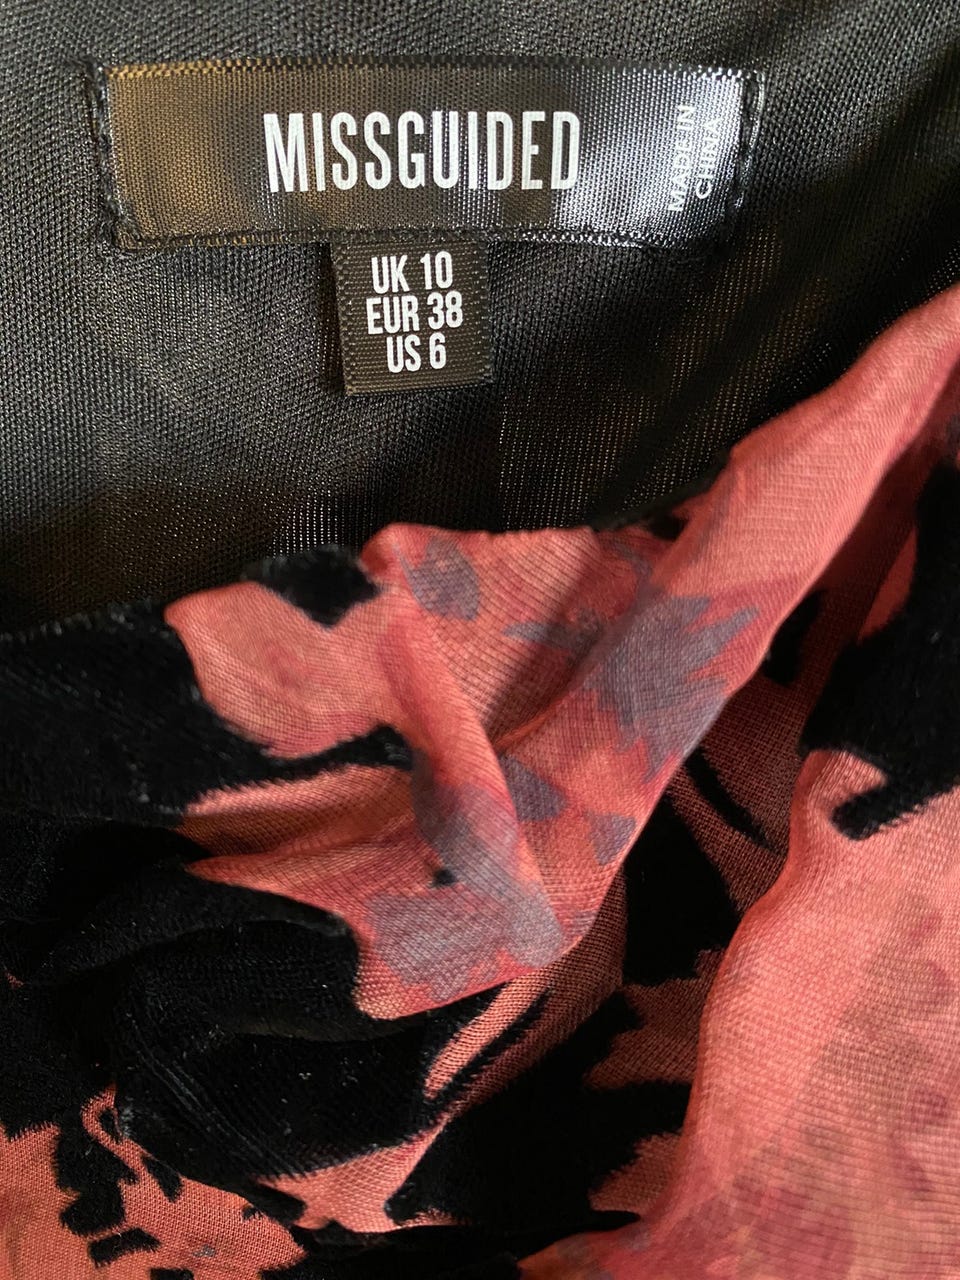 MISSGUIDED
MADE IN
CHINA
UK 10
EUR 38
US 6